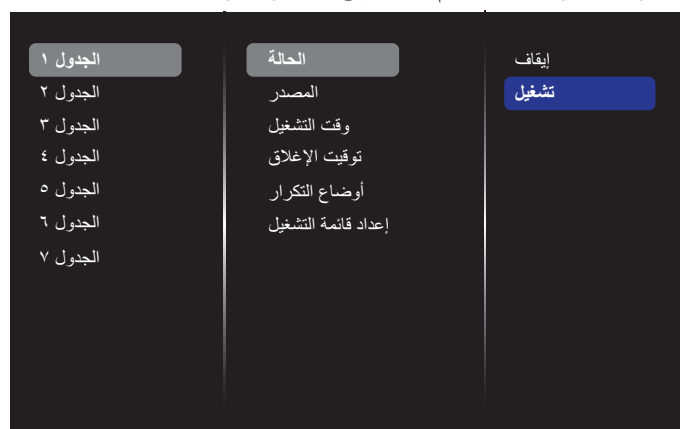 الجدول ١
الجدول ٢
الجدول ٣
الجدول ٤
الجدول ٥
الجدول ٦
الجدول ٧
الحالة
المصدر
وقت التشغيل
توقيت الإغلاق
أوضاع التكرار
إعداد قائمة التشغيل
إيقاف
تشغيل